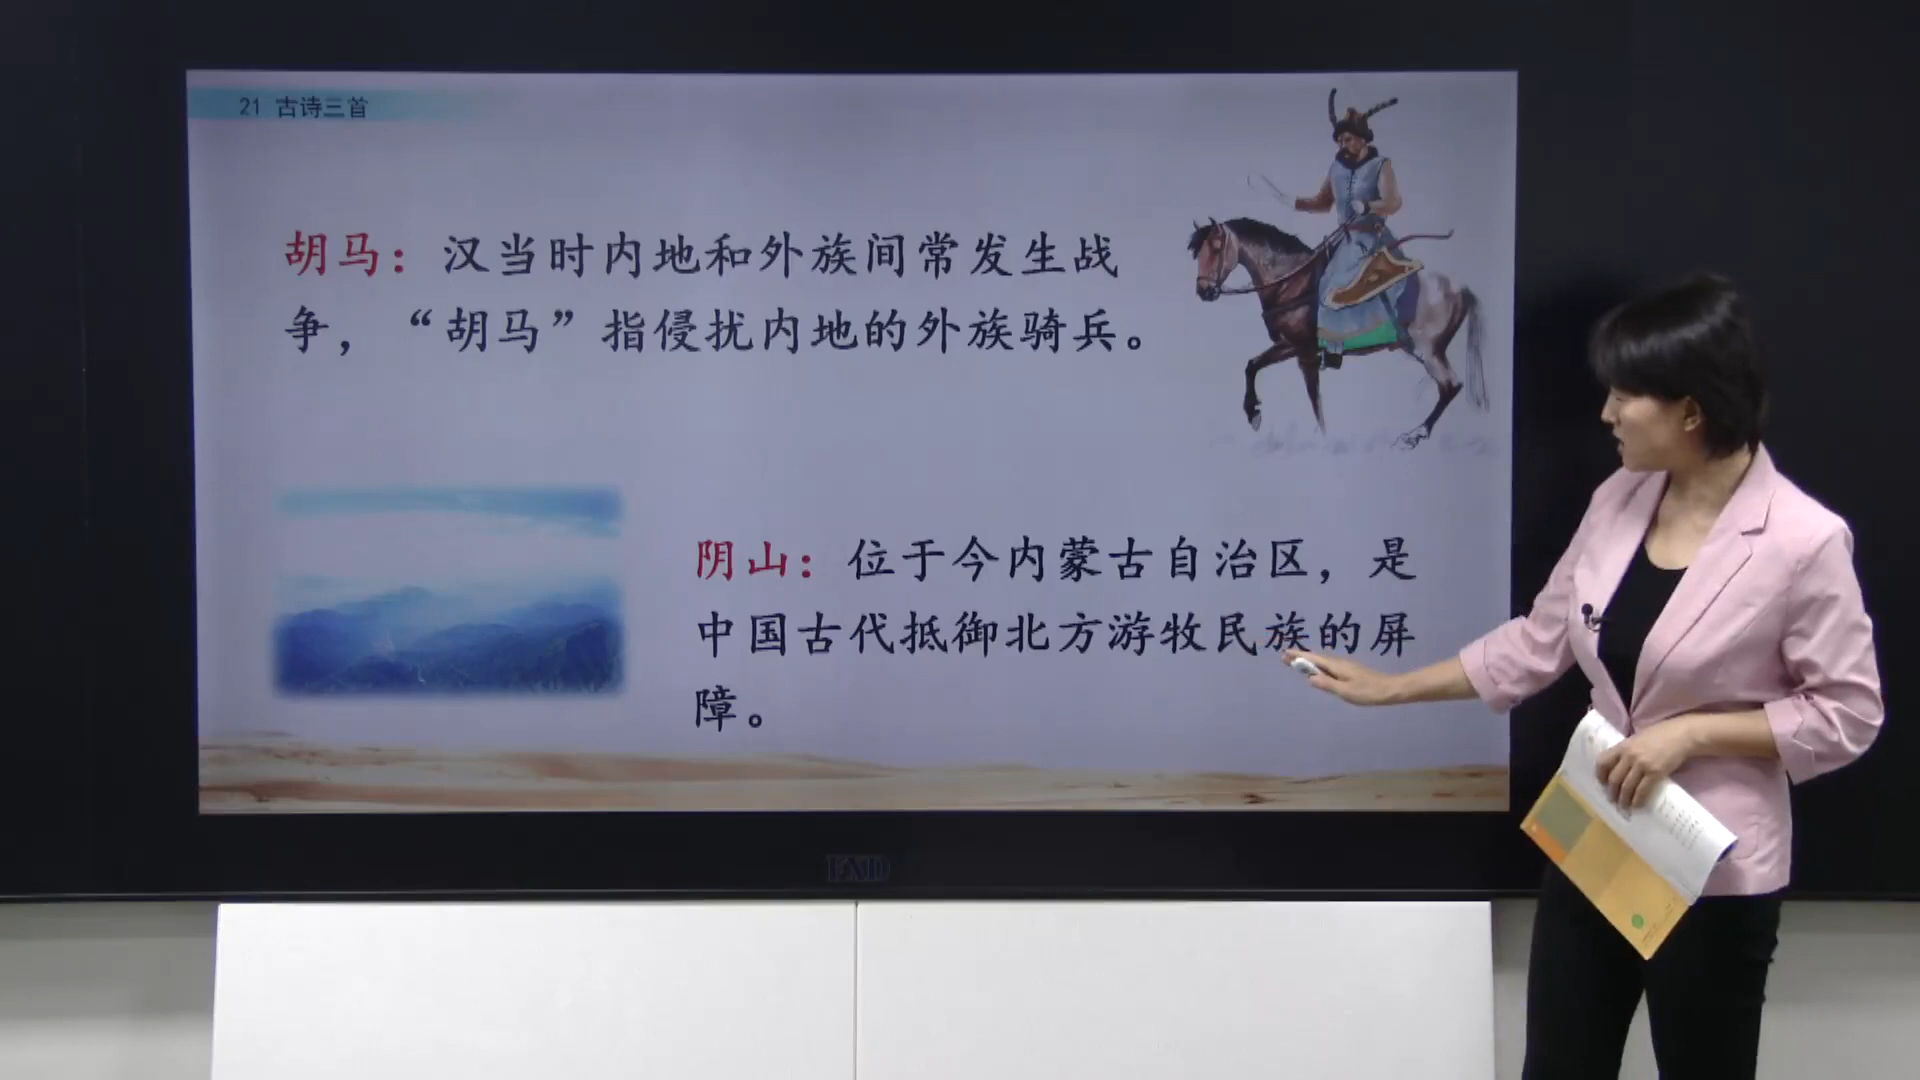 21 古诗三首
胡马：汉当时内地和外族间常发生战
争，“胡马”指侵扰内地的外族骑兵。
阴山：位于今内蒙古自治区，是
中国古代抵御北方游牧民族的屏
障。